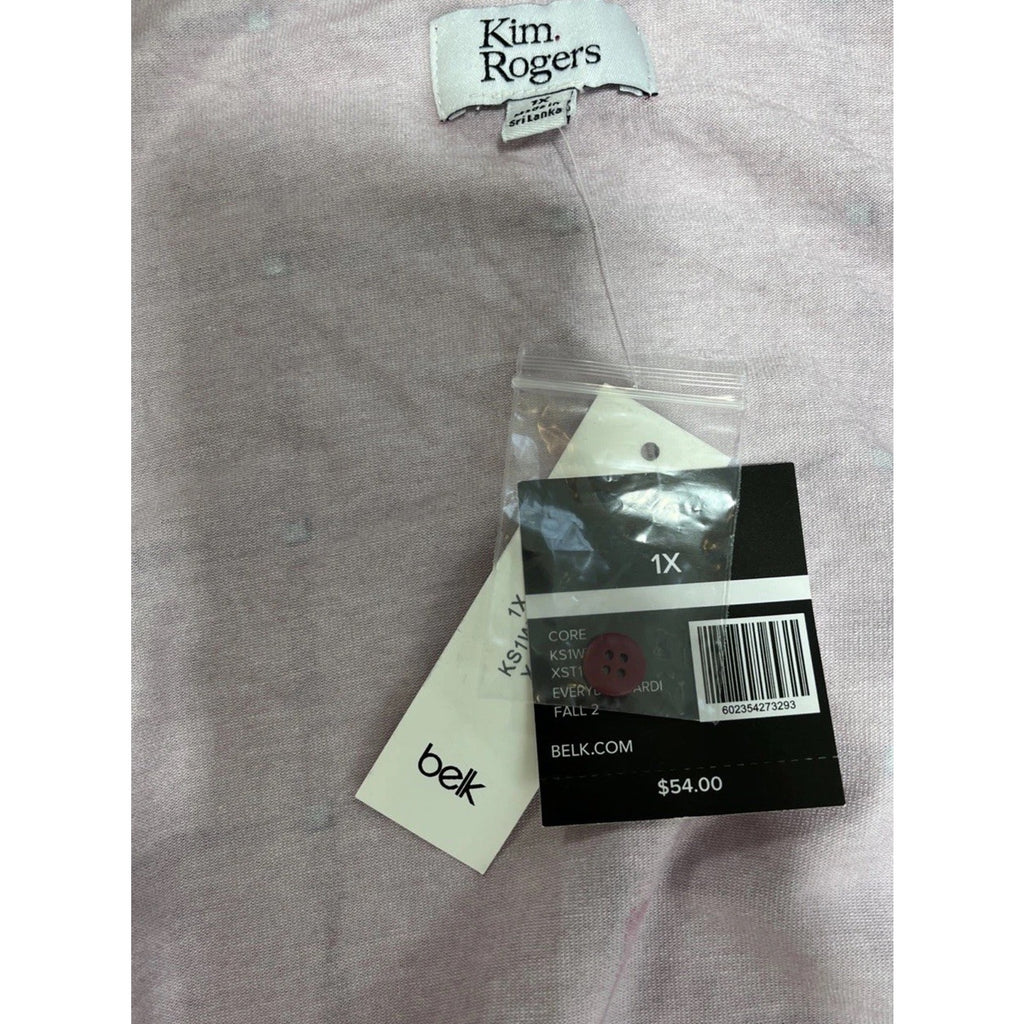 Kim.
Rogers
1X
Sri Lanka
1X
CORE
KS1W
XST1
EVERYD ARDI
FALL 2
602354273293
BELK.COM
$54.00
KS1W 1X
belk